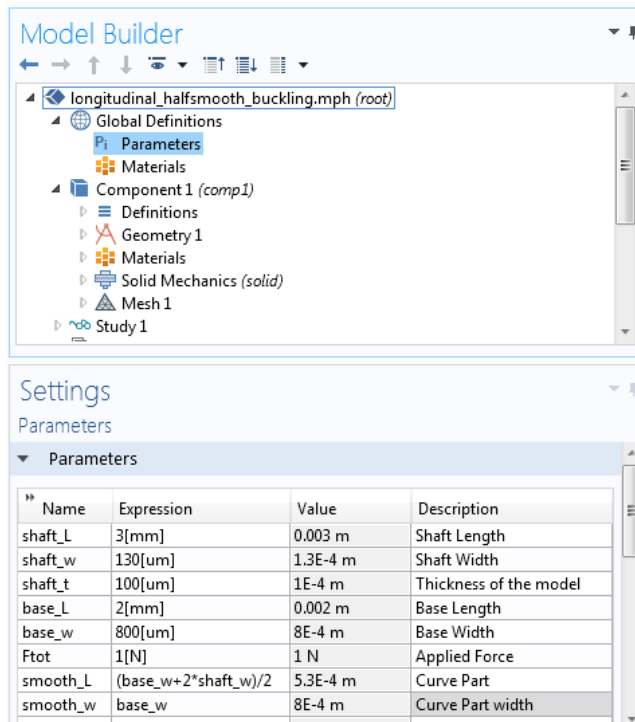 Model Builder
longitudinal_halfsmooth_buckling.mph (root)
Global Definitions
Pi Parameters
Materials
Component 1 (comp1)
Definitions
Geometry 1
Materials
Solid Mechanics (solid)
Mesh 1
Study 1
Settings
Parameters
Parameters
Name Expression Value Description
shaft_L 3[mm] 0.003 m Shaft Length
shaft_w 130[um] 1.3E-4 m Shaft Width
shaft_t 100[um] 1E-4 m Thickness of the model
base_L 2[mm] 0.002 m Base Length
base_w 800[um] 8E-4 m Base Width
Ftot 1[N] 1 N Applied Force
smooth_L (base_w+2*shaft_w)/2 5.3E-4 m Curve Part
smooth_w base_w 8E-4 m Curve Part width